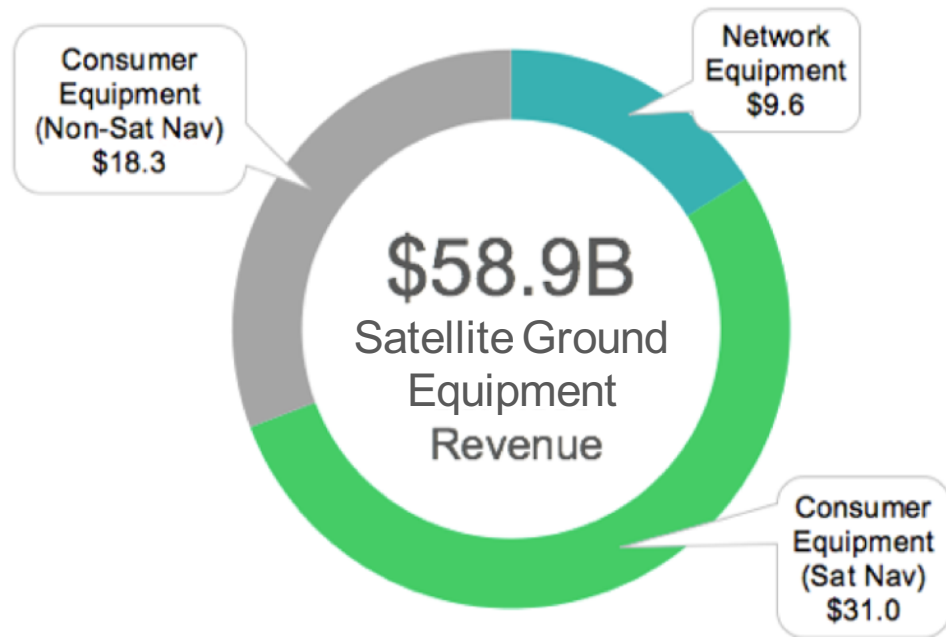 Network
Equipment
$9.6
Consumer
Equipment
(Non-Sat Nav)
$18.3
$58.9B
Satellite Ground
Equipment
Revenue
Consumer
Equipment
(Sat Nav)
$31.0